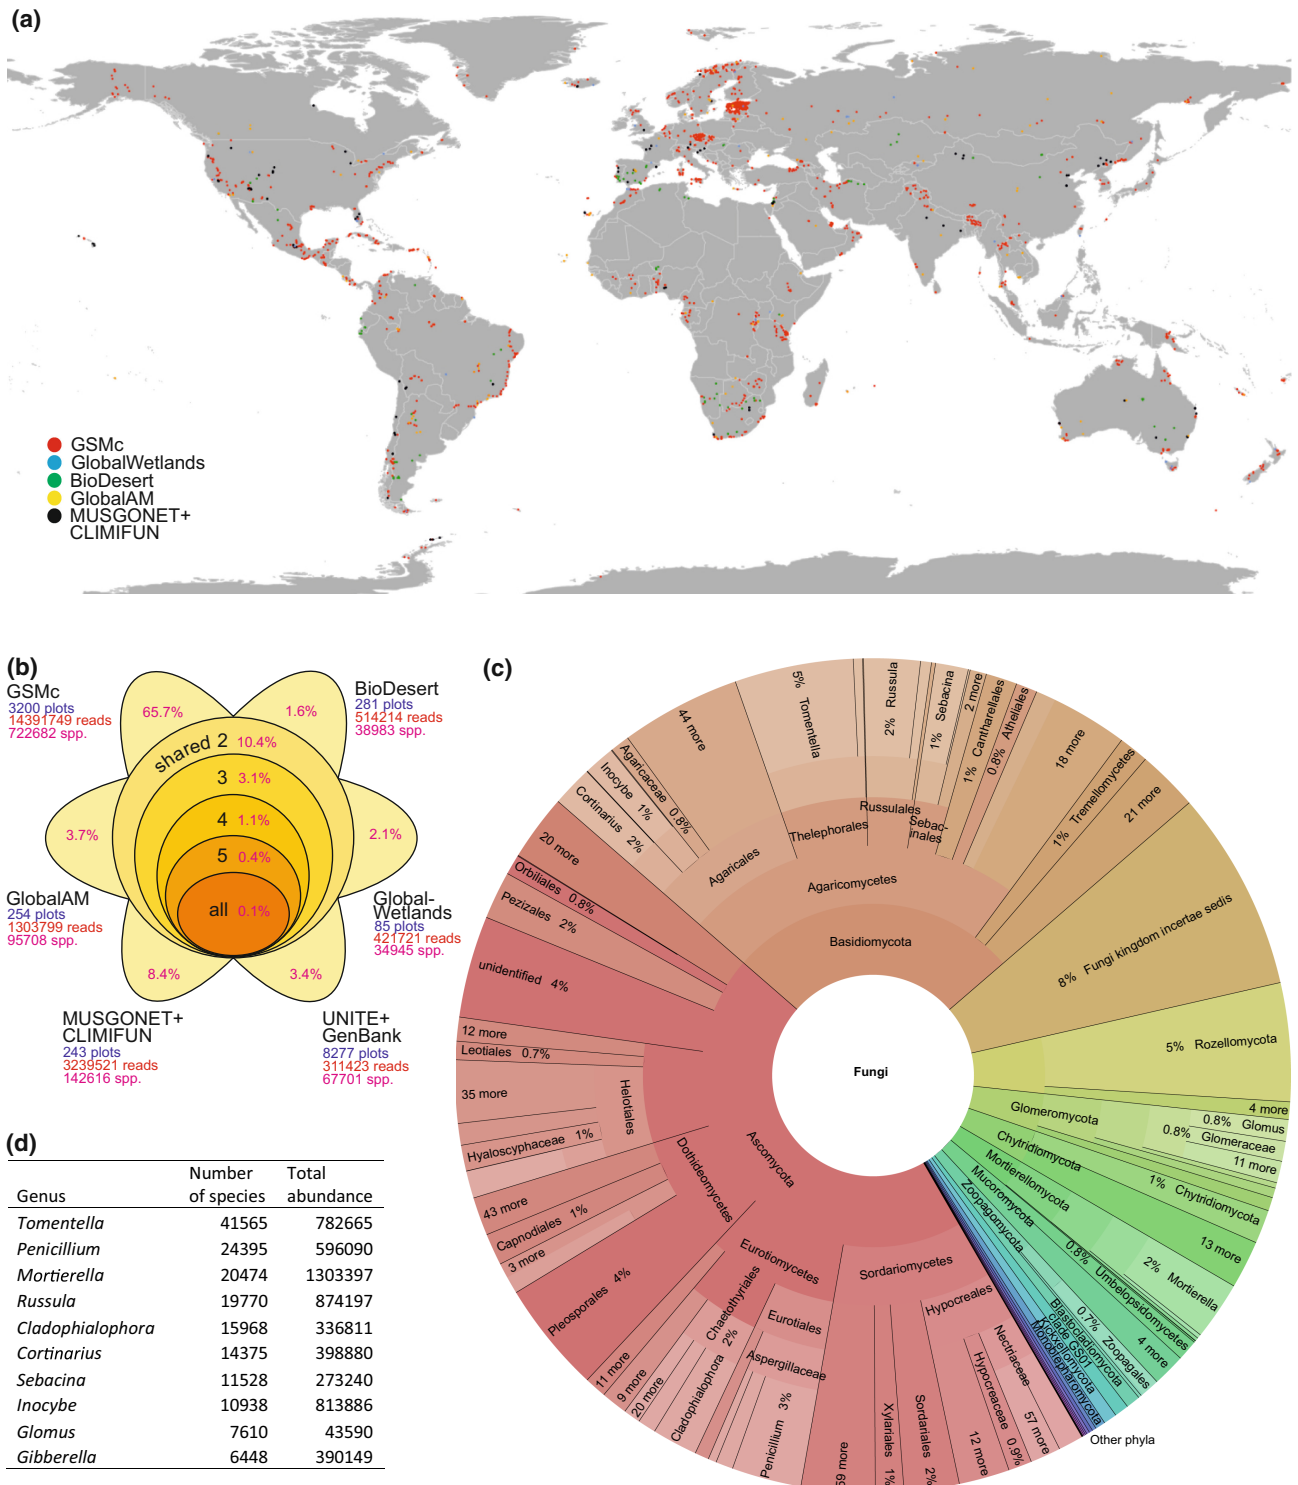 (a)
GSMc
GlobalWetlands
BioDesert
GlobalAM
MUSGONET+
CLIMIFUN
(b)
GSMc
3200 plots
14391749 reads
722682 spp.
BioDesert
281 plots
514214 reads
38983 spp.
65.7%
1.6%
shared 2 10.4%
3 3.1%
4 1.1%
5 0.4%
all 0.1%
3.7%
2.1%
8.4%
3.4%
GlobalAM
254 plots
1303799 reads
95708 spp.
Global-
Wetlands
85 plots
421721 reads
34945 spp.
MUSGONET+
CLIMIFUN
243 plots
3239521 reads
142616 spp.
UNITE+
GenBank
8277 plots
311423 reads
67701 spp.
(c)
Fungi
Basidiomycota
Agaricomycetes
Agaricales
Thelephorales
Russulales
Sebac-
inales
20 more
Cortinarius 2%
Inocybe 1%
Agaricaceae 0.8%
44 more
5% Tomentella
2% Russula
1% Sebacina
2 more
1% Cantharellales
0.8% Atheliales
18 more
1% Tremellomycetes
21 more
8% Fungi kingdom incertae sedis
5% Rozellomycota
4 more
Glomeromycota
0.8% Glomus
0.8% Glomeraceae
11 more
Chytridiomycota
1% Chytridiomycota
13 more
Mortierellomycota
2% Mortierella
Mucoromycota
0.8% Umbelopsidomycetes
4 more
Zoopagomycota
0.7% Zoopagales
Blastocladiomycota
clade GS01
Kickxellomycota
Monoblepharomycota
Other phyla
Ascomycota
Orbiliales 0.8%
Pezizales 2%
unidentified 4%
12 more
Leotiales 0.7%
35 more
Helotiales
Hyaloscyphaceae 1%
Dothideomycetes
43 more
Capnodiales 1%
3 more
Pleosporales 4%
Eurotiomycetes
11 more
9 more
20 more
Chaetothyriales
Cladophialophora 2%
Eurotiales
Aspergillaceae
Penicillium 3%
Sordariomycetes
59 more
Xylariales 1%
Sordariales 2%
Hypocreales
12 more
Hypocreaceae 0.9%
Nectriaceae
57 more
(d)
Genus Number of species Total abundance
Tomentella 41565 782665
Penicillium 24395 596090
Mortierella 20474 1303397
Russula 19770 874197
Cladophialophora 15968 336811
Cortinarius 14375 398880
Sebacina 11528 273240
Inocybe 10938 813886
Glomus 7610 43590
Gibberella 6448 390149